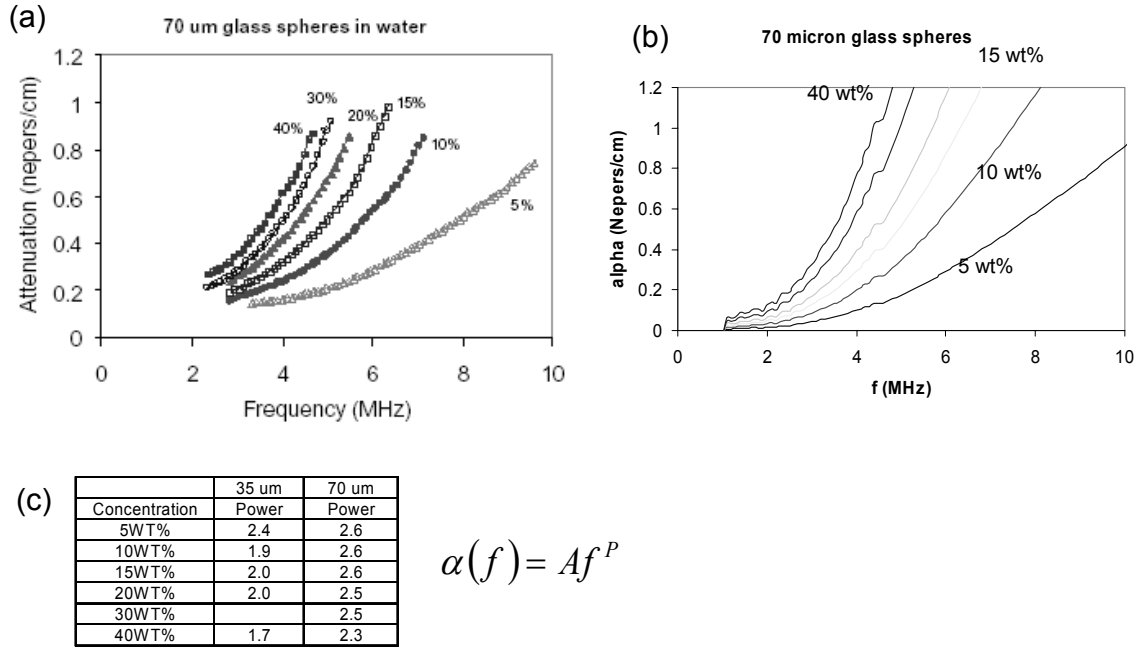 (a)
70 um glass spheres in water
Attenuation (nepers/cm)
1.2
1
0.8
0.6
0.4
0.2
0
40%
30%
20%
15%
10%
5%
0 2 4 6 8 10
Frequency (MHz)
(b)
70 micron glass spheres
15 wt%
40 wt%
10 wt%
5 wt%
alpha (Nepers/cm)
1.2
1
0.8
0.6
0.4
0.2
0
0 2 4 6 8 10
f (MHz)
(c)
35 um 70 um
Concentration Power Power
5WT% 2.4 2.6
10WT% 1.9 2.6
15WT% 2.0 2.6
20WT% 2.0 2.5
30WT% 2.5
40WT% 1.7 2.3
α(f) = Af^P